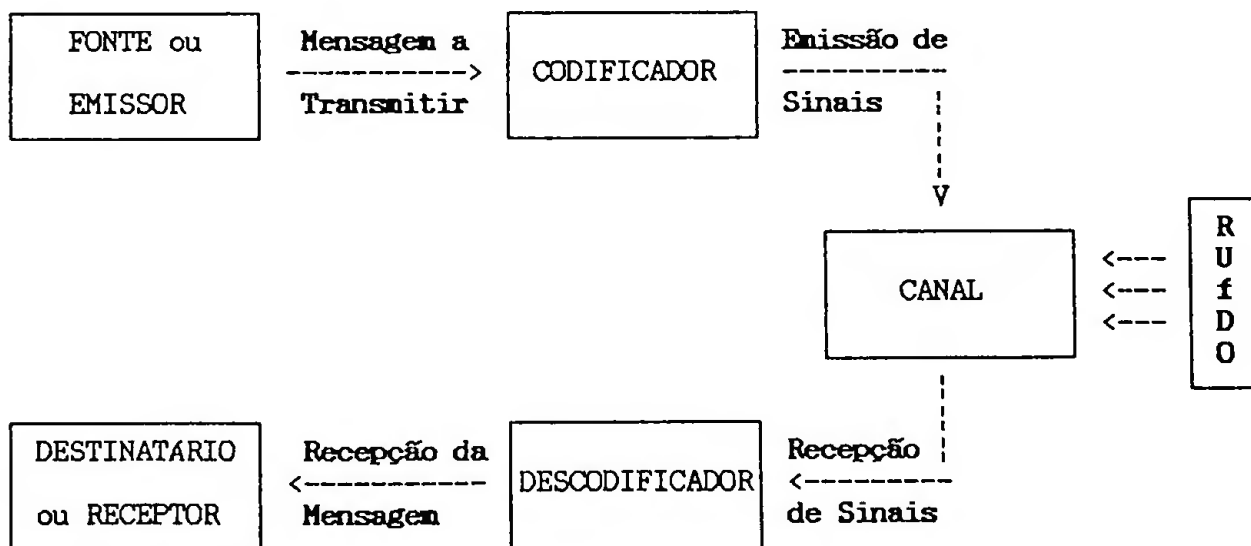 FONTE ou
EMISSOR
Mensagem a
Transmitir
CODIFICADOR
Emissão de
Sinais
CANAL
R
U
f
D
O
DESTINATÁRIO
ou RECEPTOR
Recepção da
Mensagem
DESCODIFICADOR
Recepção
de Sinais